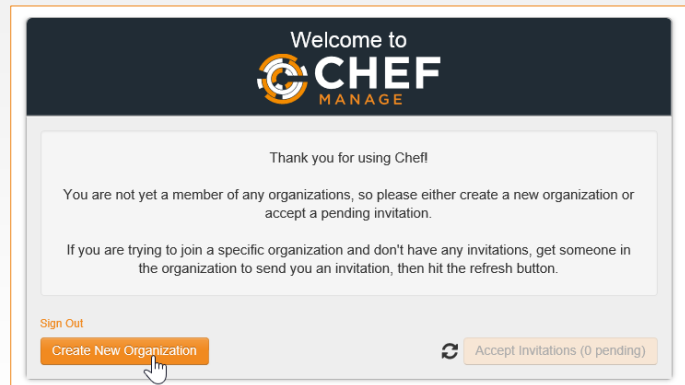 Welcome to
CHEF
MANAGE
Thank you for using Chef!
You are not yet a member of any organizations, so please either create a new organization or
accept a pending invitation.
If you are trying to join a specific organization and don't have any invitations, get someone in
the organization to send you an invitation, then hit the refresh button.
Sign Out
Create New Organization
Accept Invitations (0 pending)